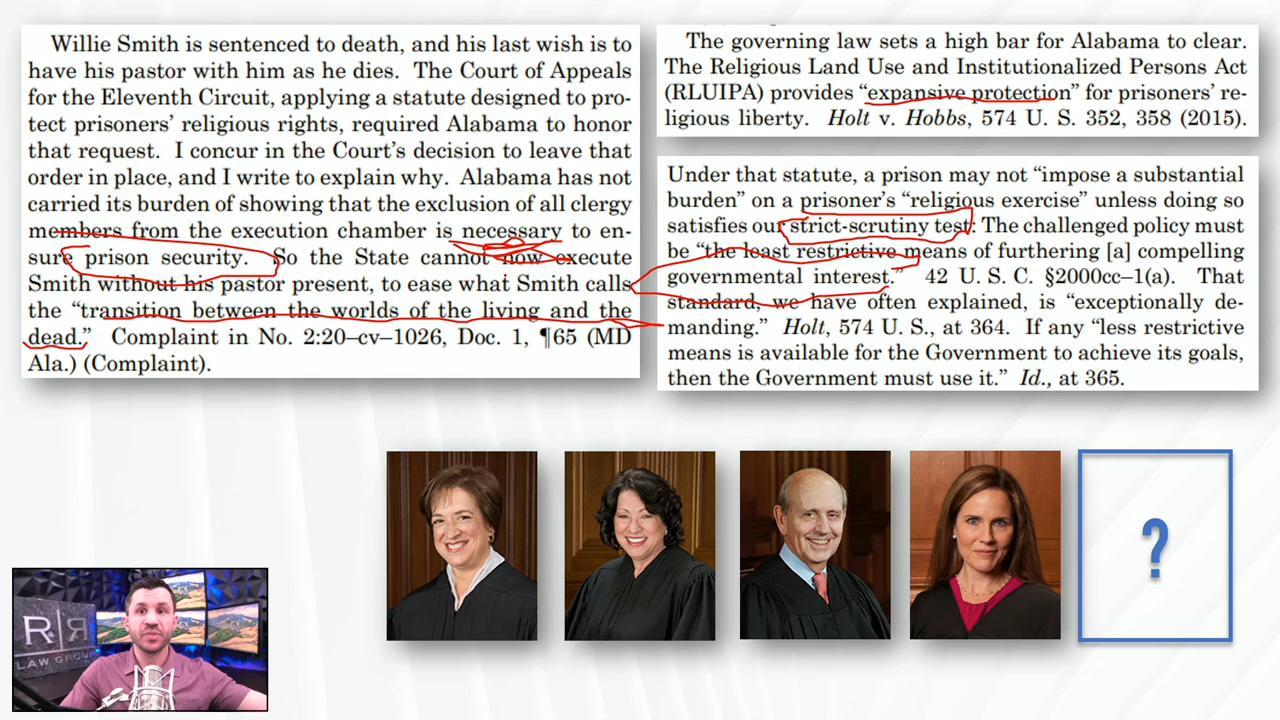 Willie Smith is sentenced to death, and his last wish is to
have his pastor with him as he dies. The Court of Appeals
for the Eleventh Circuit, applying a statute designed to pro-
tect prisoners' religious rights, required Alabama to honor
that request. I concur in the Court's decision to leave that
order in place, and I write to explain why. Alabama has not
carried its burden of showing that the exclusion of all clergy
members from the execution chamber is necessary to en-
sure prison security. So the State cannot now execute
Smith without his pastor present, to ease what Smith calls
the “transition between the worlds of the living and the
dead.” Complaint in No. 2:20–cv–1026, Doc. 1, ¶65 (MD
Ala.) (Complaint).
The governing law sets a high bar for Alabama to clear.
The Religious Land Use and Institutionalized Persons Act
(RLUIPA) provides “expansive protection” for prisoners' re-
ligious liberty. Holt v. Hobbs, 574 U. S. 352, 358 (2015).
Under that statute, a prison may not “impose a substantial
burden” on a prisoner's “religious exercise” unless doing so
satisfies our strict-scrutiny test: The challenged policy must
be “the least restrictive means of furthering [a] compelling
governmental interest.” 42 U. S. C. §2000cc–1(a). That
standard, we have often explained, is “exceptionally de-
manding.” Holt, 574 U. S., at 364. If any “less restrictive
means is available for the Government to achieve its goals,
then the Government must use it.” Id., at 365.
?
R|R
LAW GROUP